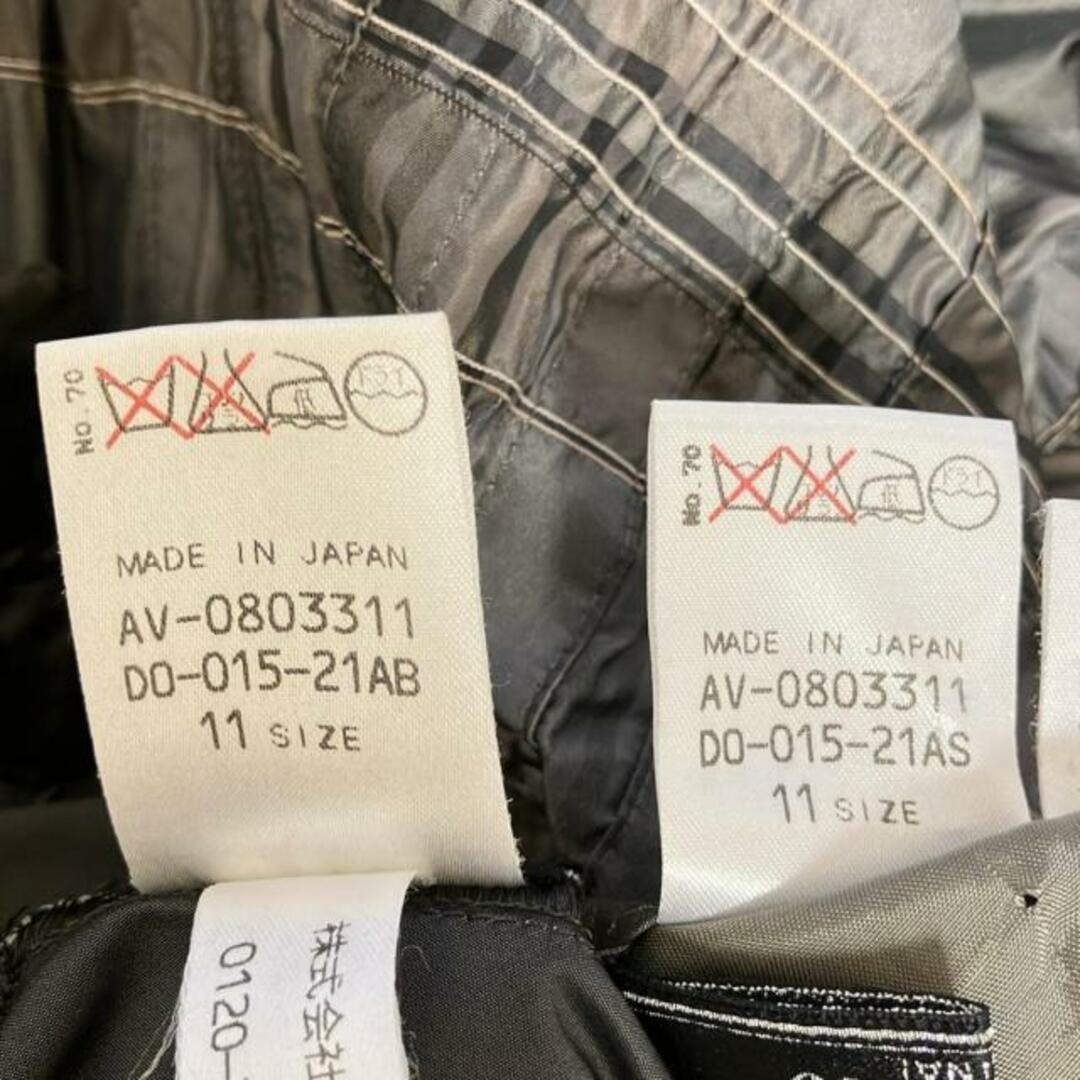 No. 70
ドライ
MADE IN JAPAN
AV-0803311
DO-015-21AB
11 SIZE
株式会社
0120-
No. 70
低
ドライ
MADE IN JAPAN
AV-0803311
DO-015-21AS
11 SIZE